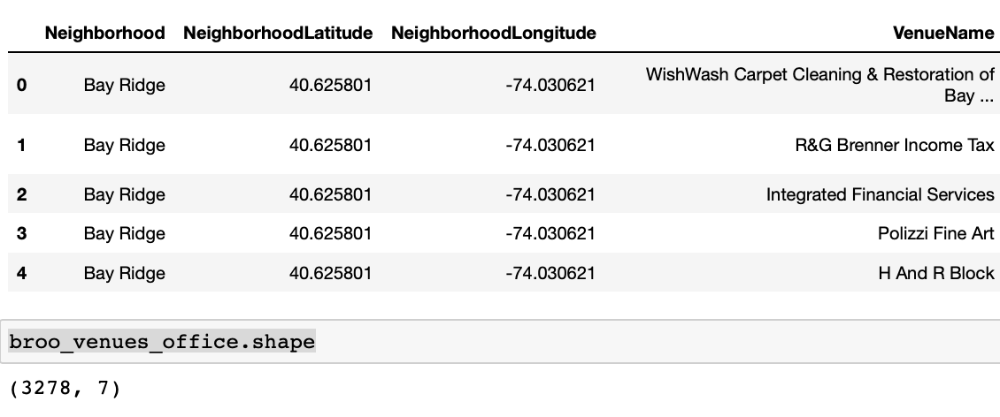 Neighborhood NeighborhoodLatitude NeighborhoodLongitude VenueName
0 Bay Ridge 40.625801 -74.030621 WishWash Carpet Cleaning & Restoration of
Bay ...
1 Bay Ridge 40.625801 -74.030621 R&G Brenner Income Tax
2 Bay Ridge 40.625801 -74.030621 Integrated Financial Services
3 Bay Ridge 40.625801 -74.030621 Polizzi Fine Art
4 Bay Ridge 40.625801 -74.030621 H And R Block
broo_venues_office.shape
(3278, 7)